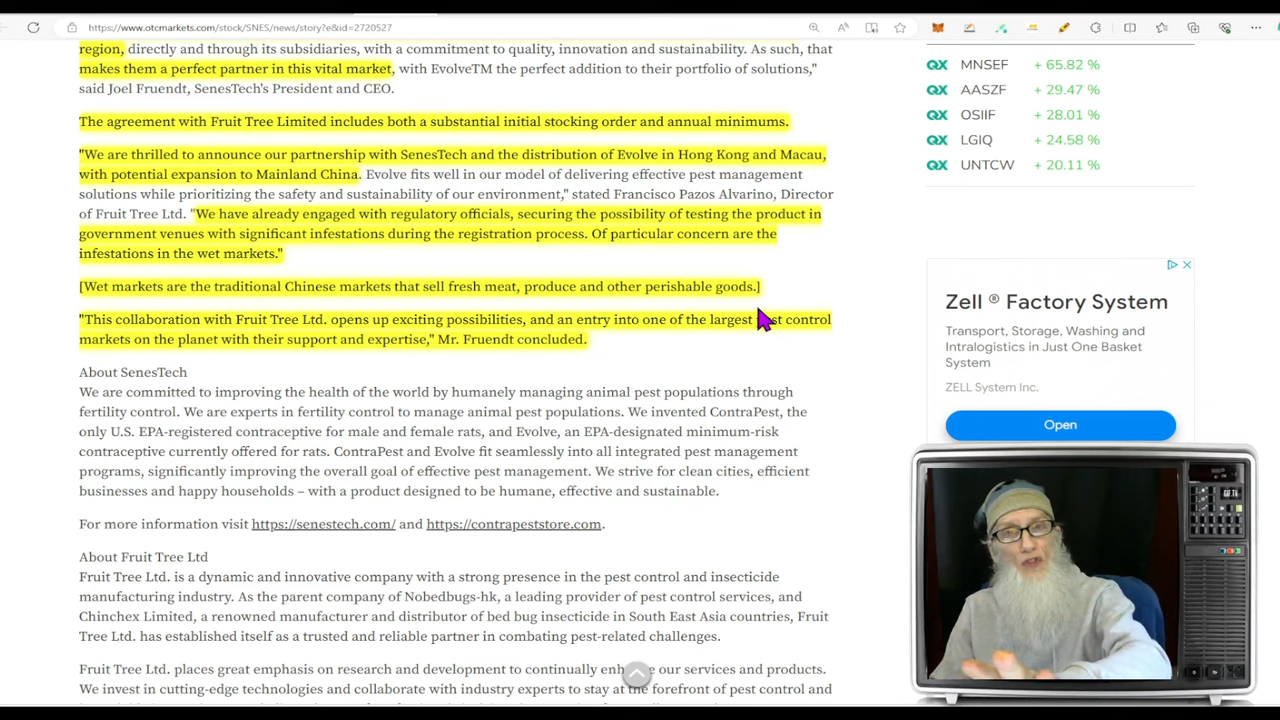 https://www.otcmarkets.com/stock/SNES/news/story?e&id=2720527
region, directly and through its subsidiaries, with a commitment to quality, innovation and sustainability. As such, that
makes them a perfect partner in this vital market, with EvolveTM the perfect addition to their portfolio of solutions,"
said Joel Fruendt, SenesTech's President and CEO.
The agreement with Fruit Tree Limited includes both a substantial initial stocking order and annual minimums.
"We are thrilled to announce our partnership with SenesTech and the distribution of Evolve in Hong Kong and Macau,
with potential expansion to Mainland China. Evolve fits well in our model of delivering effective pest management
solutions while prioritizing the safety and sustainability of our environment," stated Francisco Pazos Alvarino, Director
of Fruit Tree Ltd. "We have already engaged with regulatory officials, securing the possibility of testing the product in
government venues with significant infestations during the registration process. Of particular concern are the
infestations in the wet markets."
[Wet markets are the traditional Chinese markets that sell fresh meat, produce and other perishable goods.]
"This collaboration with Fruit Tree Ltd. opens up exciting possibilities, and an entry into one of the largest control
markets on the planet with their support and expertise," Mr. Fruendt concluded.
About SenesTech
We are committed to improving the health of the world by humanely managing animal pest populations through
fertility control. We are experts in fertility control to manage animal pest populations. We invented ContraPest, the
only U.S. EPA-registered contraceptive for male and female rats, and Evolve, an EPA-designated minimum-risk
contraceptive currently offered for rats. ContraPest and Evolve fit seamlessly into all integrated pest management
programs, significantly improving the overall goal of effective pest management. We strive for clean cities, efficient
businesses and happy households – with a product designed to be humane, effective and sustainable.
For more information visit https://senestech.com/ and https://contrapeststore.com.
About Fruit Tree Ltd
Fruit Tree Ltd. is a dynamic and innovative company with a strong presence in the pest control and insecticide
manufacturing industry. As the parent company of providing provider of pest control services, and
Chinchex Limited, a renowned manufacturer and distributor of insecticide in South East Asia countries, Fruit
Tree Ltd. has established itself as a trusted and reliable partner in combating pest-related challenges.
Fruit Tree Ltd. places great emphasis on research and development to continually our services and products.
We invest in cutting-edge technologies and collaborate with industry experts to stay at the forefront of pest control and
QX MNSEF + 65.82 %
QX AASZF + 29.47 %
QX OSIIF + 28.01 %
QX LGIQ + 24.58 %
QX UNTCW + 20.11 %
Zell ® Factory System
Transport, Storage, Washing and
Intralogistics in Just One Basket
System
ZELL System Inc.
Open
GIF.TV